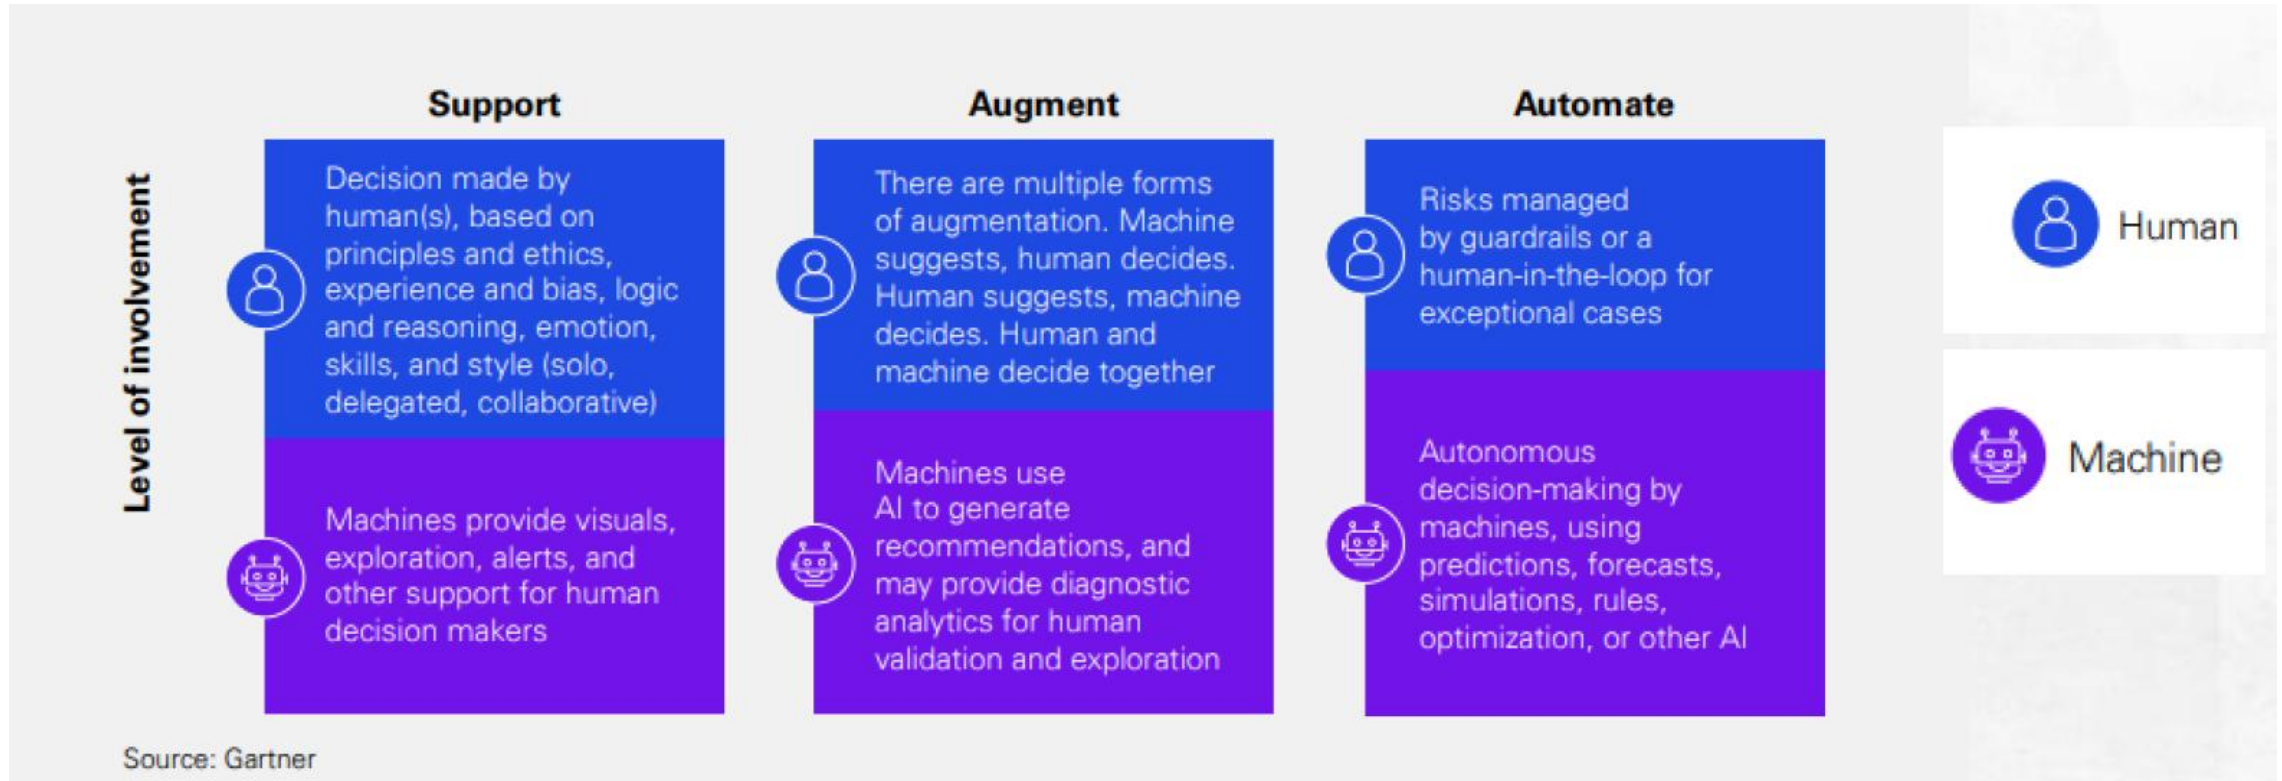 Support
Augment
Automate
Level of involvement
Decision made by
human(s), based on
principles and ethics,
experience and bias, logic
and reasoning, emotion,
skills, and style (solo,
delegated, collaborative)
Machines provide visuals,
exploration, alerts, and
other support for human
decision makers
There are multiple forms
of augmentation. Machine
suggests, human decides.
Human suggests, machine
decides. Human and
machine decide together
Machines use
AI to generate
recommendations, and
may provide diagnostic
analytics for human
validation and exploration
Risks managed
by guardrails or a
human-in-the-loop for
exceptional cases
Autonomous
decision-making by
machines, using
predictions, forecasts,
simulations, rules,
optimization, or other AI
Human
Machine
Source: Gartner